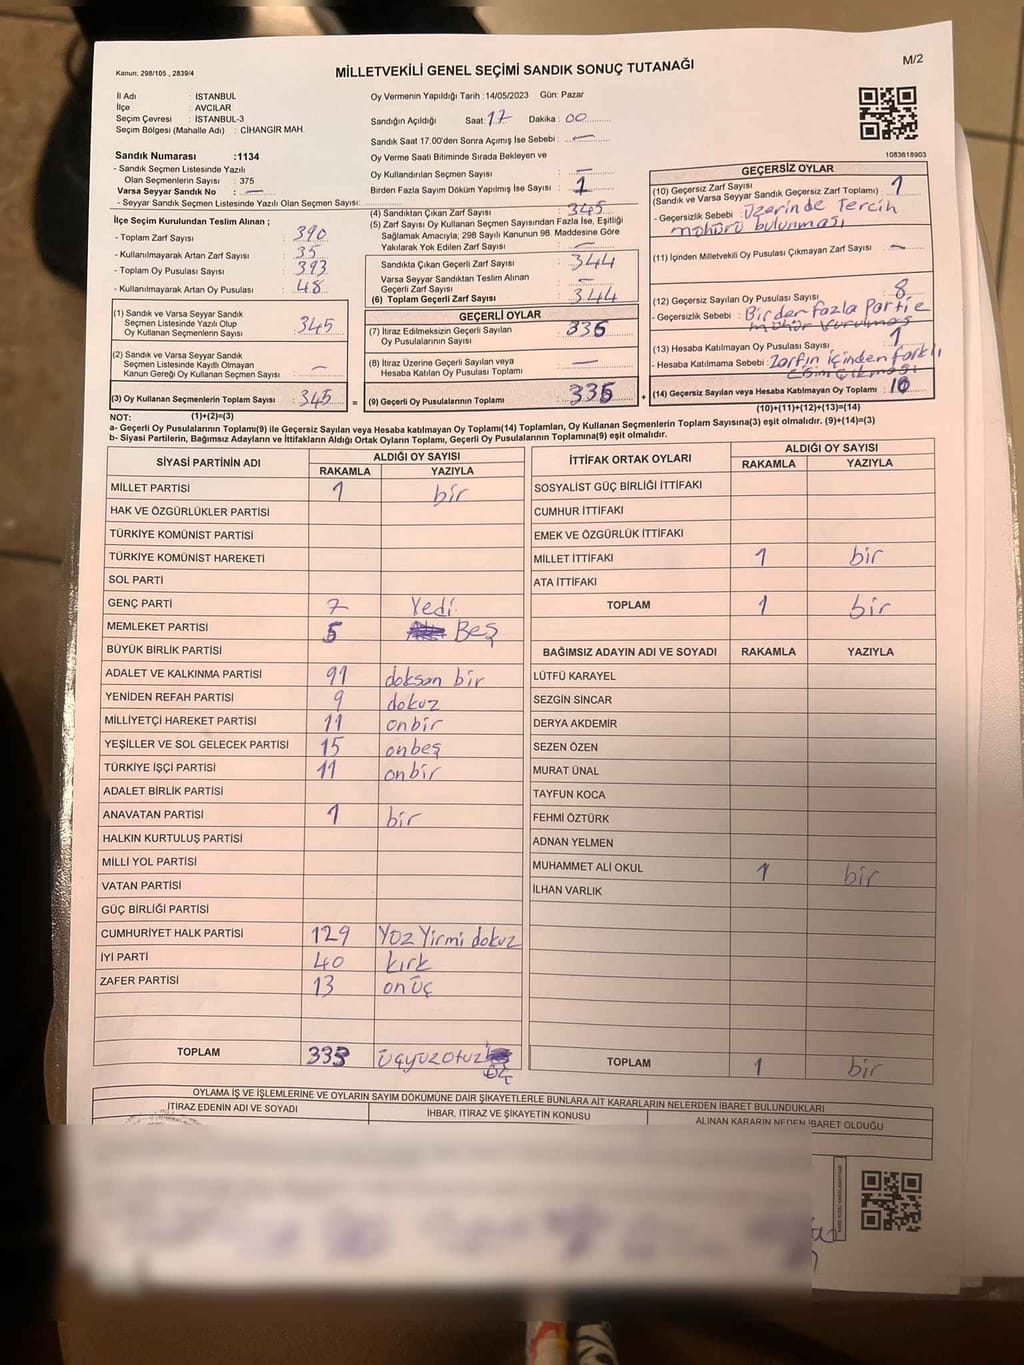 Kanun: 298/105 , 2839/4
MİLLETVEKİLİ GENEL SEÇİMİ SANDIK SONUÇ TUTANAĞI
M/2
İl Adı : İSTANBUL
İlçe : AVCILAR
Seçim Çevresi : İSTANBUL-3
Seçim Bölgesi (Mahalle Adı) : CİHANGİR MAH.
Sandık Numarası :1134
- Sandık Seçmen Listesinde Yazılı
Olan Seçmenlerin Sayısı : 375
Varsa Seyyar Sandık No : —
- Seyyar Sandık Seçmen Listesinde Yazılı Olan Seçmen Sayısı:
İlçe Seçim Kurulundan Teslim Alınan ;
- Toplam Zarf Sayısı : 390
- Kullanılmayarak Artan Zarf Sayısı : 35
- Toplam Oy Pusulası Sayısı : 393
- Kullanılmayarak Artan Oy Pusulası : 48
(1) Sandık ve Varsa Seyyar Sandık
Seçmen Listesinde Yazılı Olup
Oy Kullanan Seçmenlerin Sayısı : 345
(2) Sandık ve Varsa Seyyar Sandık
Seçmen Listesinde Kayıtlı Olmayan
Kanun Gereği Oy Kullanan Seçmen Sayısı : —
(3) Oy Kullanan Seçmenlerin Toplam Sayısı : 345 =
Oy Vermenin Yapıldığı Tarih :14/05/2023 Gün: Pazar
Sandığın Açıldığı Saat: 17 Dakika : 00
Sandık Saat 17.00'den Sonra Açımış İse Sebebi : —
Oy Verme Saati Bitiminde Sırada Bekleyen ve
Oy Kullandırılan Seçmen Sayısı : —
Birden Fazla Sayım Döküm Yapılmış İse Sayısı : 1
(4) Sandıktan Çıkan Zarf Sayısı : 345
(5) Zarf Sayısı Oy Kullanan Seçmen Sayısından Fazla İse, Eşitliği
Sağlamak Amacıyla; 298 Sayılı Kanunun 98. Maddesine Göre
Yakılarak Yok Edilen Zarf Sayısı : —
Sandıkta Çıkan Geçerli Zarf Sayısı : 344
Varsa Seyyar Sandıktan Teslim Alınan
Geçerli Zarf Sayısı : —
(6) Toplam Geçerli Zarf Sayısı : 344
GEÇERLİ OYLAR
(7) İtiraz Edilmeksizin Geçerli Sayılan
Oy Pusulalarının Sayısı : 335
(8) İtiraz Üzerine Geçerli Sayılan veya
Hesaba Katılan Oy Pusulası Toplamı : —
(9) Geçerli Oy Pusulalarının Toplamı : 335 +
1083618903
GEÇERSİZ OYLAR
(10) Geçersiz Zarf Sayısı
(Sandık ve Varsa Seyyar Sandık Geçersiz Zarf Toplamı) : 1
- Geçersizlik Sebebi : Üzerinde Tercih
mührü bulunması
(11) İçinden Milletvekili Oy Pusulası Çıkmayan Zarf Sayısı : —
(12) Geçersiz Sayılan Oy Pusulası Sayısı : 8
- Geçersizlik Sebebi : Birden fazla Partie
mühür vurulması
(13) Hesaba Katılmayan Oy Pusulası Sayısı : 1
- Hesaba Katılmama Sebebi : Zarfın içinden farklı
(14) Geçersiz Sayılan veya Hesaba Katılmayan Oy Toplamı : 10
NOT: (1)+(2)=(3)
(10)+(11)+(12)+(13)=(14)
a- Geçerli Oy Pusulalarının Toplamı(9) ile Geçersiz Sayılan veya Hesaba katılmayan Oy Toplamı(14) Toplamları, Oy Kullanan Seçmenlerin Toplam Sayısına(3) eşit olmalıdır. (9)+(14)=(3)
b- Siyasi Partilerin, Bağımsız Adayların ve İttifakların Aldığı Ortak Oyların Toplamı, Geçerli Oy Pusulalarının Toplamına(9) eşit olmalıdır.
SİYASİ PARTİNİN ADI ALDIĞI OY SAYISI
RAKAMLA YAZIYLA
MİLLET PARTİSİ 1 bir
HAK VE ÖZGÜRLÜKLER PARTİSİ
TÜRKİYE KOMÜNİST PARTİSİ
TÜRKİYE KOMÜNİST HAREKETİ
SOL PARTİ
GENÇ PARTİ 7 Yedi
MEMLEKET PARTİSİ 5 Beş
BÜYÜK BİRLİK PARTİSİ
ADALET VE KALKINMA PARTİSİ 91 doksan bir
YENİDEN REFAH PARTİSİ 9 dokuz
MİLLİYETÇİ HAREKET PARTİSİ 11 onbir
YEŞİLLER VE SOL GELECEK PARTİSİ 15 onbeş
TÜRKİYE İŞÇİ PARTİSİ 11 onbir
ADALET BİRLİK PARTİSİ
ANAVATAN PARTİSİ 1 bir
HALKIN KURTULUŞ PARTİSİ
MİLLİ YOL PARTİSİ
VATAN PARTİSİ
GÜÇ BİRLİĞİ PARTİSİ
CUMHURİYET HALK PARTİSİ 129 Yüz Yirmi dokuz
İYİ PARTİ 40 kırk
ZAFER PARTİSİ 13 onüç
TOPLAM 333 Üçyüzotuz
üç
İTTİFAK ORTAK OYLARI ALDIĞI OY SAYISI
RAKAMLA YAZIYLA
SOSYALİST GÜÇ BİRLİĞİ İTTİFAKI
CUMHUR İTTİFAKI
EMEK VE ÖZGÜRLÜK İTTİFAKI
MİLLET İTTİFAKI 1 bir
ATA İTTİFAKI
TOPLAM 1 bir
BAĞIMSIZ ADAYIN ADI VE SOYADI RAKAMLA YAZIYLA
LÜTFÜ KARAYEL
SEZGİN SİNCAR
DERYA AKDEMİR
SEZEN ÖZEN
MURAT ÜNAL
TAYFUN KOCA
FEHMİ ÖZTÜRK
ADNAN YELMEN
MUHAMMET ALİ OKUL 1 bir
İLHAN VARLIK
TOPLAM 1 bir
OYLAMA İŞ VE İŞLEMLERİNE VE OYLARIN SAYIM DÖKÜMÜNE DAİR ŞİKAYETLERLE BUNLARA AİT KARARLARIN NELERDEN İBARET BULUNDUKLARI
İTİRAZ EDENİN ADI VE SOYADI İHBAR, İTİRAZ VE ŞİKAYETİN KONUSU ALINAN KARARIN NEDEN İBARET OLDUĞU